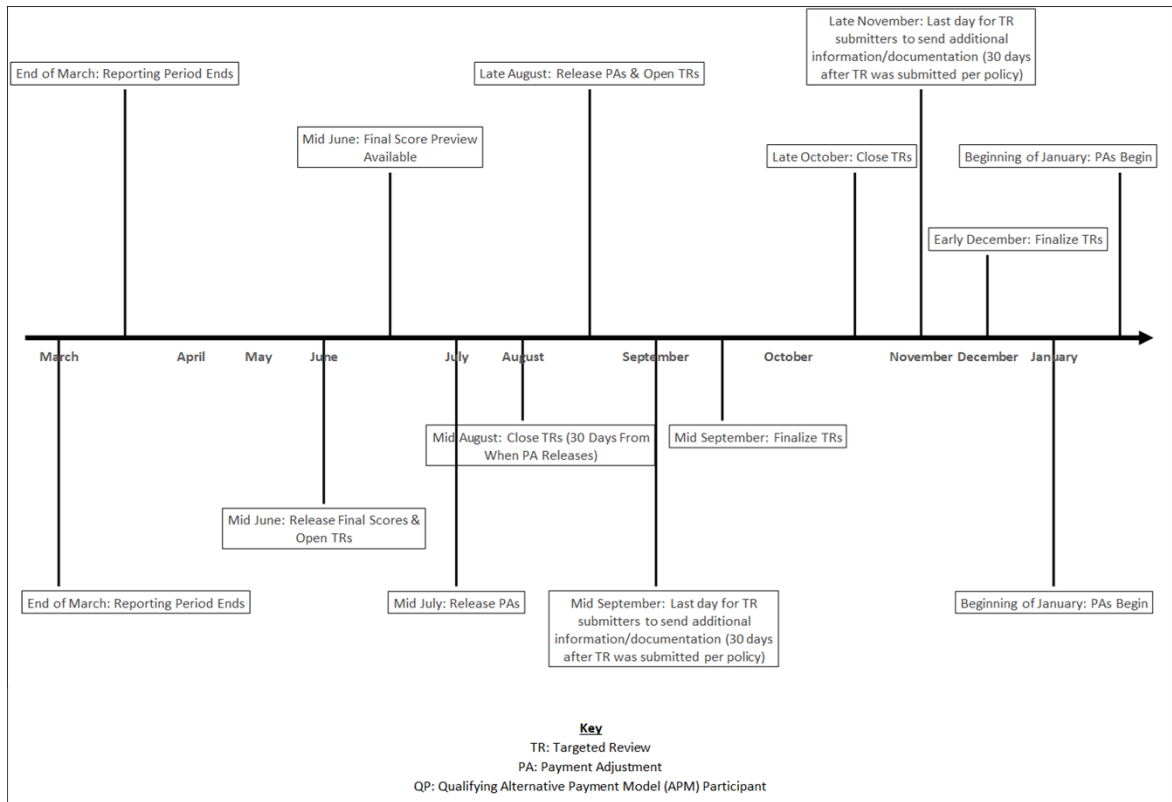 Late November: Last day for TR
submitters to send additional
information/documentation (30 days
after TR was submitted per policy)
End of March: Reporting Period Ends
Late August: Release PAs & Open TRs
Mid June: Final Score Preview
Available
Late October: Close TRs
Beginning of January: PAs Begin
Early December: Finalize TRs
March
April
May
June
July
August
September
October
November
December
January
Mid August: Close TRs (30 Days From
When PA Releases)
Mid September: Finalize TRs
Mid June: Release Final Scores &
Open TRs
End of March: Reporting Period Ends
Mid July: Release PAs
Mid September: Last day for TR
submitters to send additional
information/documentation (30 days
after TR was submitted per policy)
Beginning of January: PAs Begin
Key
TR: Targeted Review
PA: Payment Adjustment
QP: Qualifying Alternative Payment Model (APM) Participant